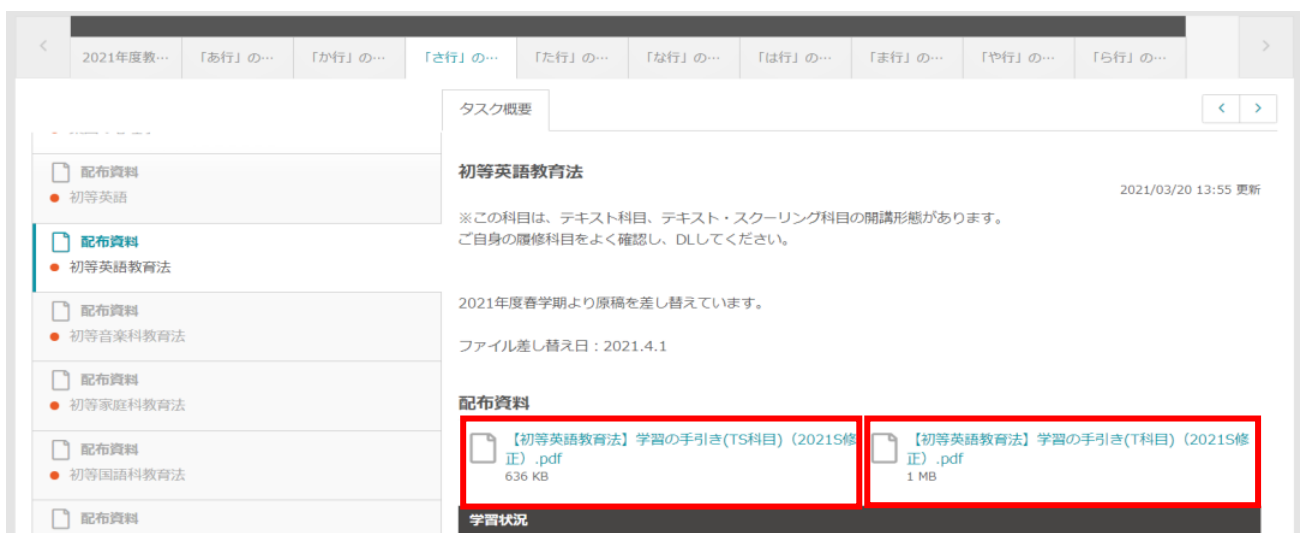 2021年度教…
「あ行」の…
「か行」の…
「さ行」の…
「た行」の…
「な行」の…
「は行」の…
「ま行」の…
「や行」の…
「ら行」の…
配布資料
初等英語
配布資料
初等英語教育法
配布資料
初等音楽科教育法
配布資料
初等家庭科教育法
配布資料
初等国語科教育法
配布資料
タスク概要
初等英語教育法
2021/03/20 13:55 更新
※この科目は、テキスト科目、テキスト・スクーリング科目の開講形態があります。
ご自身の履修科目をよく確認し、DLしてください。
2021年度春学期より原稿を差し替えています。
ファイル差し替え日：2021.4.1
配布資料
【初等英語教育法】学習の手引き(TS科目)（2021S修
正）.pdf
636 KB
【初等英語教育法】学習の手引き(T科目)（2021S修
正）.pdf
1 MB
学習状況